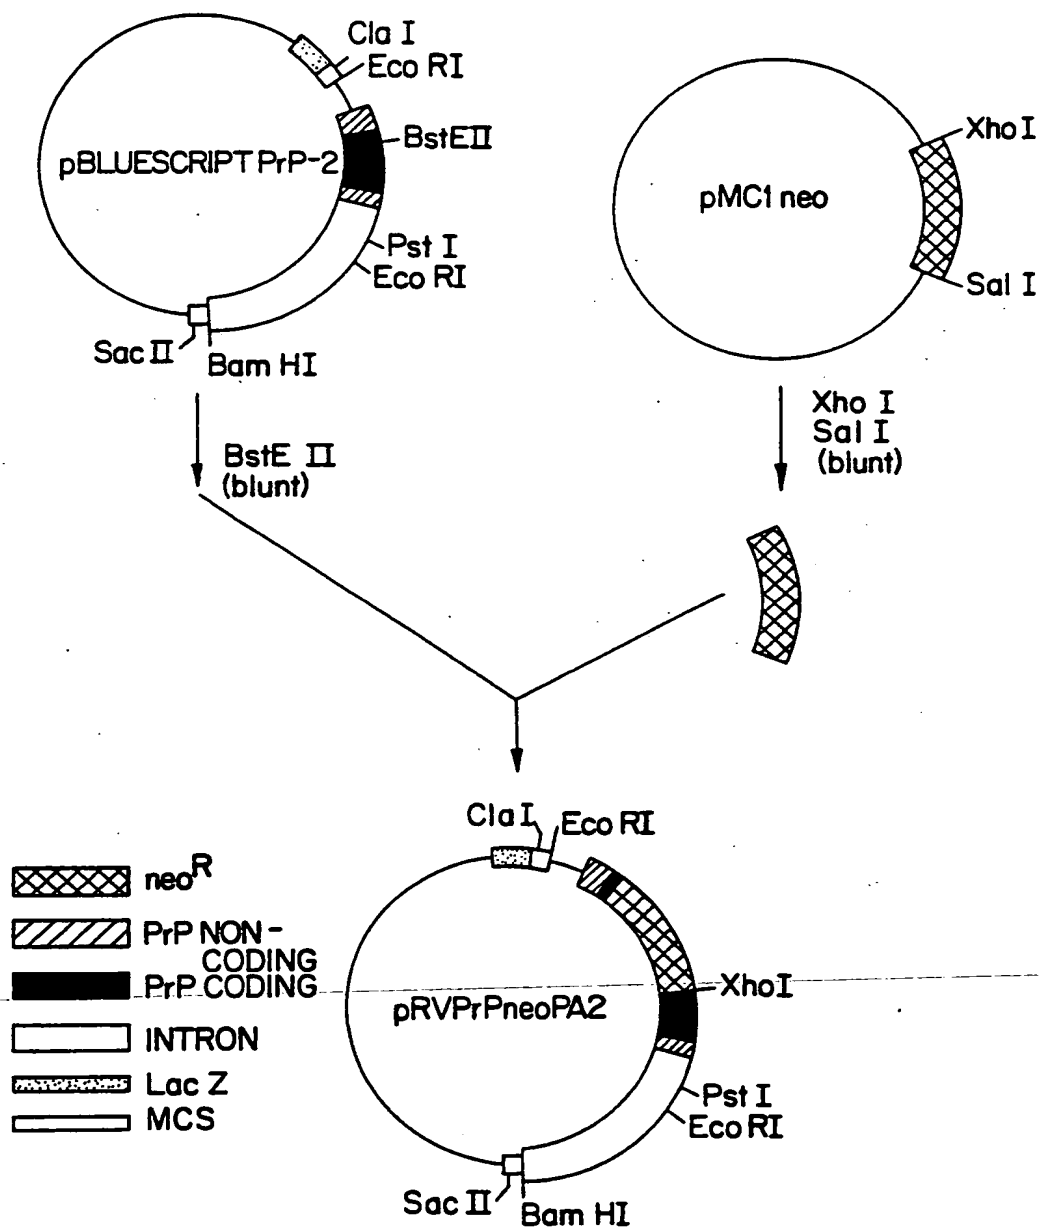 Cla I
Eco RI
BstE II
pBLUESCRIPT PrP-2
Pst I
Eco RI
Sac II
Bam HI
Xho I
pMC1 neo
Sal I
BstE II
(blunt)
Xho I
Sal I
(blunt)
Cla I
Eco RI
neoR
PrP NON-
CODING
PrP CODING
INTRON
Lac Z
MCS
Xho I
pRVPrPneoPA2
Pst I
Eco RI
Sac II
Bam HI